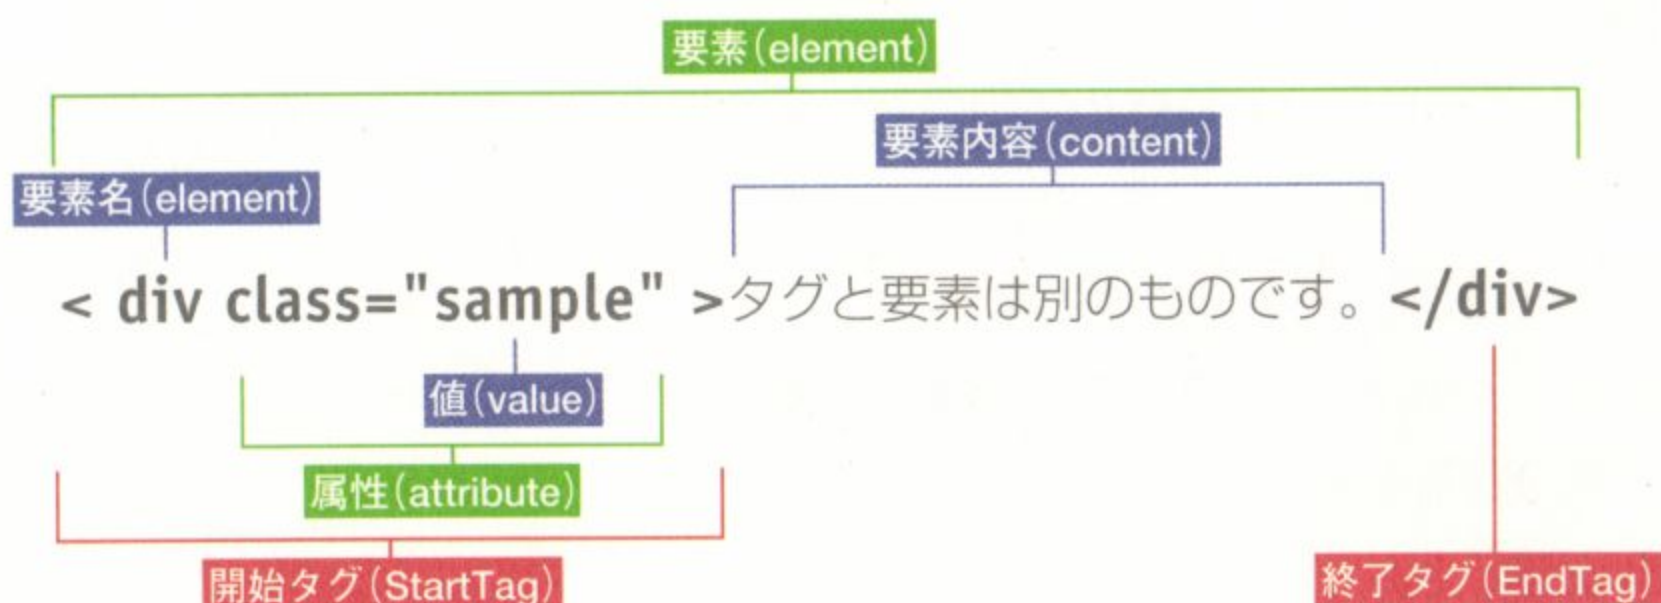 要素(element)
要素内容(content)
要素名(element)
< div class="sample" >タグと要素は別のものです。</div>
値(value)
属性(attribute)
開始タグ(StartTag)
終了タグ(EndTag)